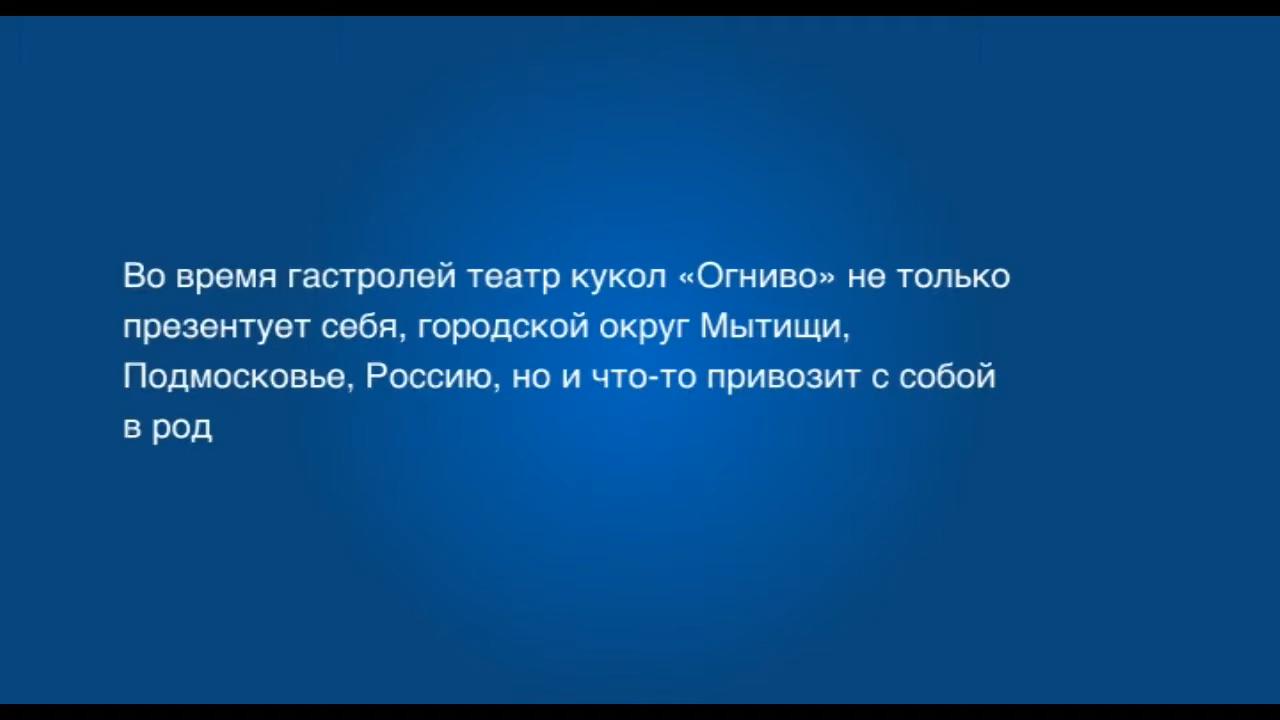 Во время гастролей театр кукол «Огниво» не только
презентует себя, городской округ Мытищи,
Подмосковье, Россию, но и что-то привозит с собой
в род